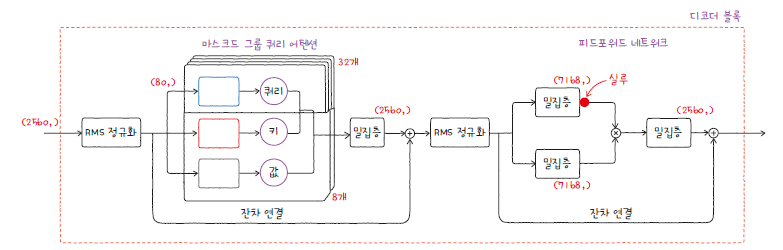 디코더 블록
마스크드 그룹 쿼리 어텐션
피드포워드 네트워크
32개
(80,)
(7168,)
실루
쿼리
밀집층
(2560,)
(2560,)
(2560,)
RMS 정규화
키
밀집층
RMS 정규화
밀집층
밀집층
값
(7168,)
8개
잔차 연결
잔차 연결